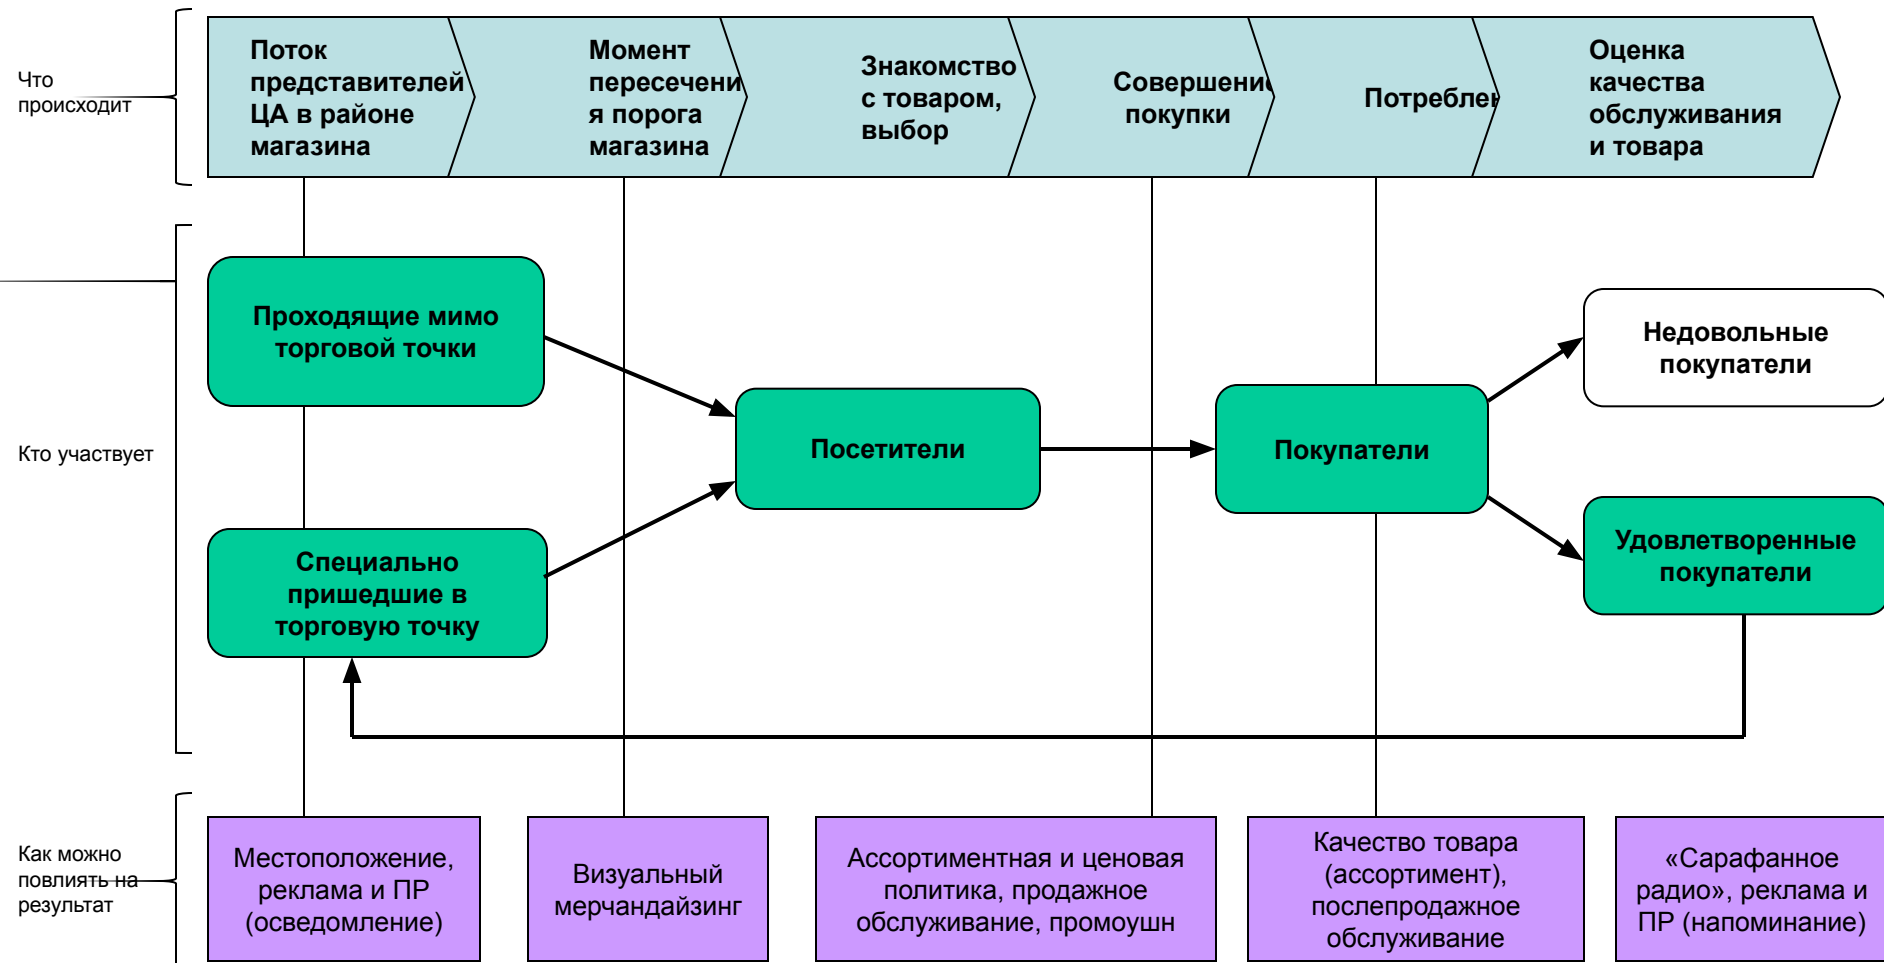 Что
происходит
Поток
представителей
ЦА в районе
магазина
Момент
пересечени
я порога
магазина
Знакомство
с товаром,
выбор
Совершение
покупки
Оценка
качества
обслуживания
и товара
Кто участвует
Проходящие мимо
торговой точки
Специально
пришедшие в
торговую точку
Посетители
Покупатели
Недовольные
покупатели
Удовлетворенные
покупатели
Как можно
повлиять на
результат
Местоположение,
реклама и ПР
(осведомление)
Визуальный
мерчандайзинг
Ассортиментная и ценовая
политика, продажное
обслуживание, промоушн
Качество товара
(ассортимент),
послепродажное
обслуживание
«Сарафанное
радио», реклама и
ПР (напоминание)